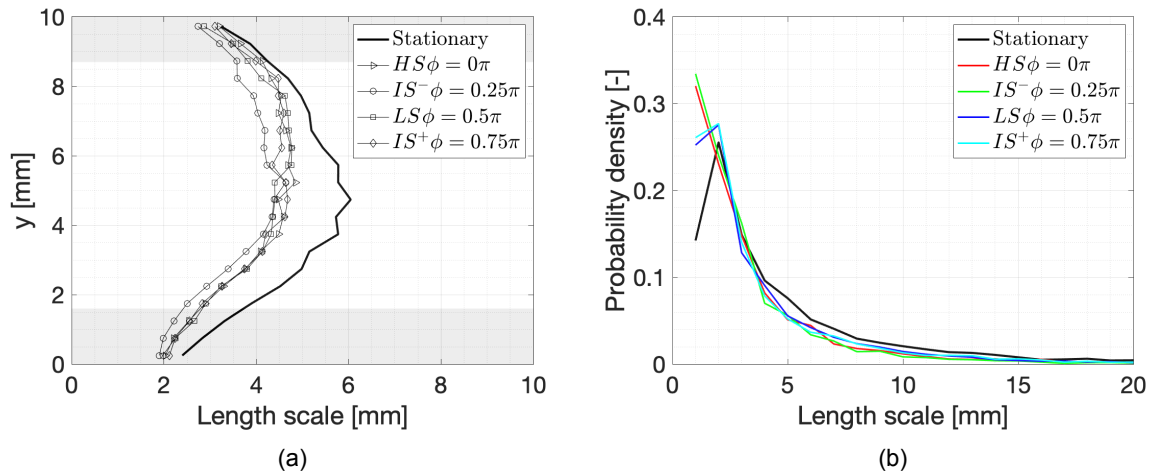 10
8
6
4
2
0
0
2
4
6
8
10
y [mm]
Length scale [mm]
Stationary
HSϕ = 0π
IS⁻ϕ = 0.25π
LSϕ = 0.5π
IS⁺ϕ = 0.75π
(a)
0.4
0.3
0.2
0.1
0
0
5
10
15
20
Probability density [-]
Length scale [mm]
Stationary
HSϕ = 0π
IS⁻ϕ = 0.25π
LSϕ = 0.5π
IS⁺ϕ = 0.75π
(b)